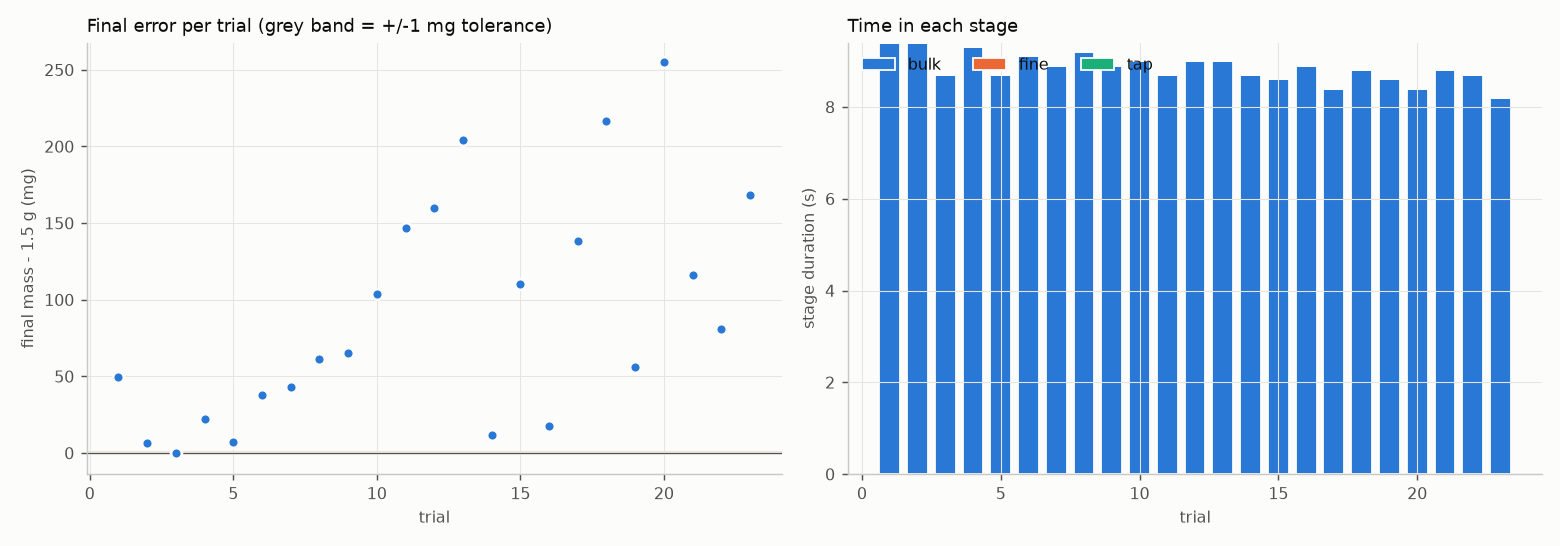 Final error per trial (grey band = +/-1 mg tolerance)
250
200
150
100
50
0
final mass - 1.5 g (mg)
0 5 10 15 20
trial
Time in each stage
bulk fine tap
8
6
4
2
0
stage duration (s)
0 5 10 15 20
trial